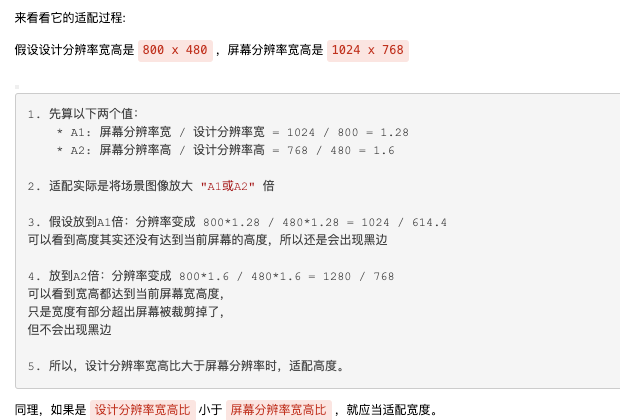 来看看它的适配过程:
假设设计分辨率宽高是 800 x 480 ，屏幕分辨率宽高是 1024 x 768
1. 先算以下两个值：
* A1: 屏幕分辨率宽 / 设计分辨率宽 = 1024 / 800 = 1.28
* A2: 屏幕分辨率高 / 设计分辨率高 = 768 / 480 = 1.6
2. 适配实际是将场景图像放大 "A1或A2" 倍
3. 假设放到A1倍：分辨率变成 800*1.28 / 480*1.28 = 1024 / 614.4
可以看到高度其实还没有达到当前屏幕的高度，所以还是会出现黑边
4. 放到A2倍：分辨率变成 800*1.6 / 480*1.6 = 1280 / 768
可以看到宽高都达到当前屏幕宽高度，
只是宽度有部分超出屏幕被裁剪掉了，
但不会出现黑边
5. 所以，设计分辨率宽高比大于屏幕分辨率时，适配高度。
同理，如果是 设计分辨率宽高比 小于 屏幕分辨率宽高比 ，就应当适配宽度。